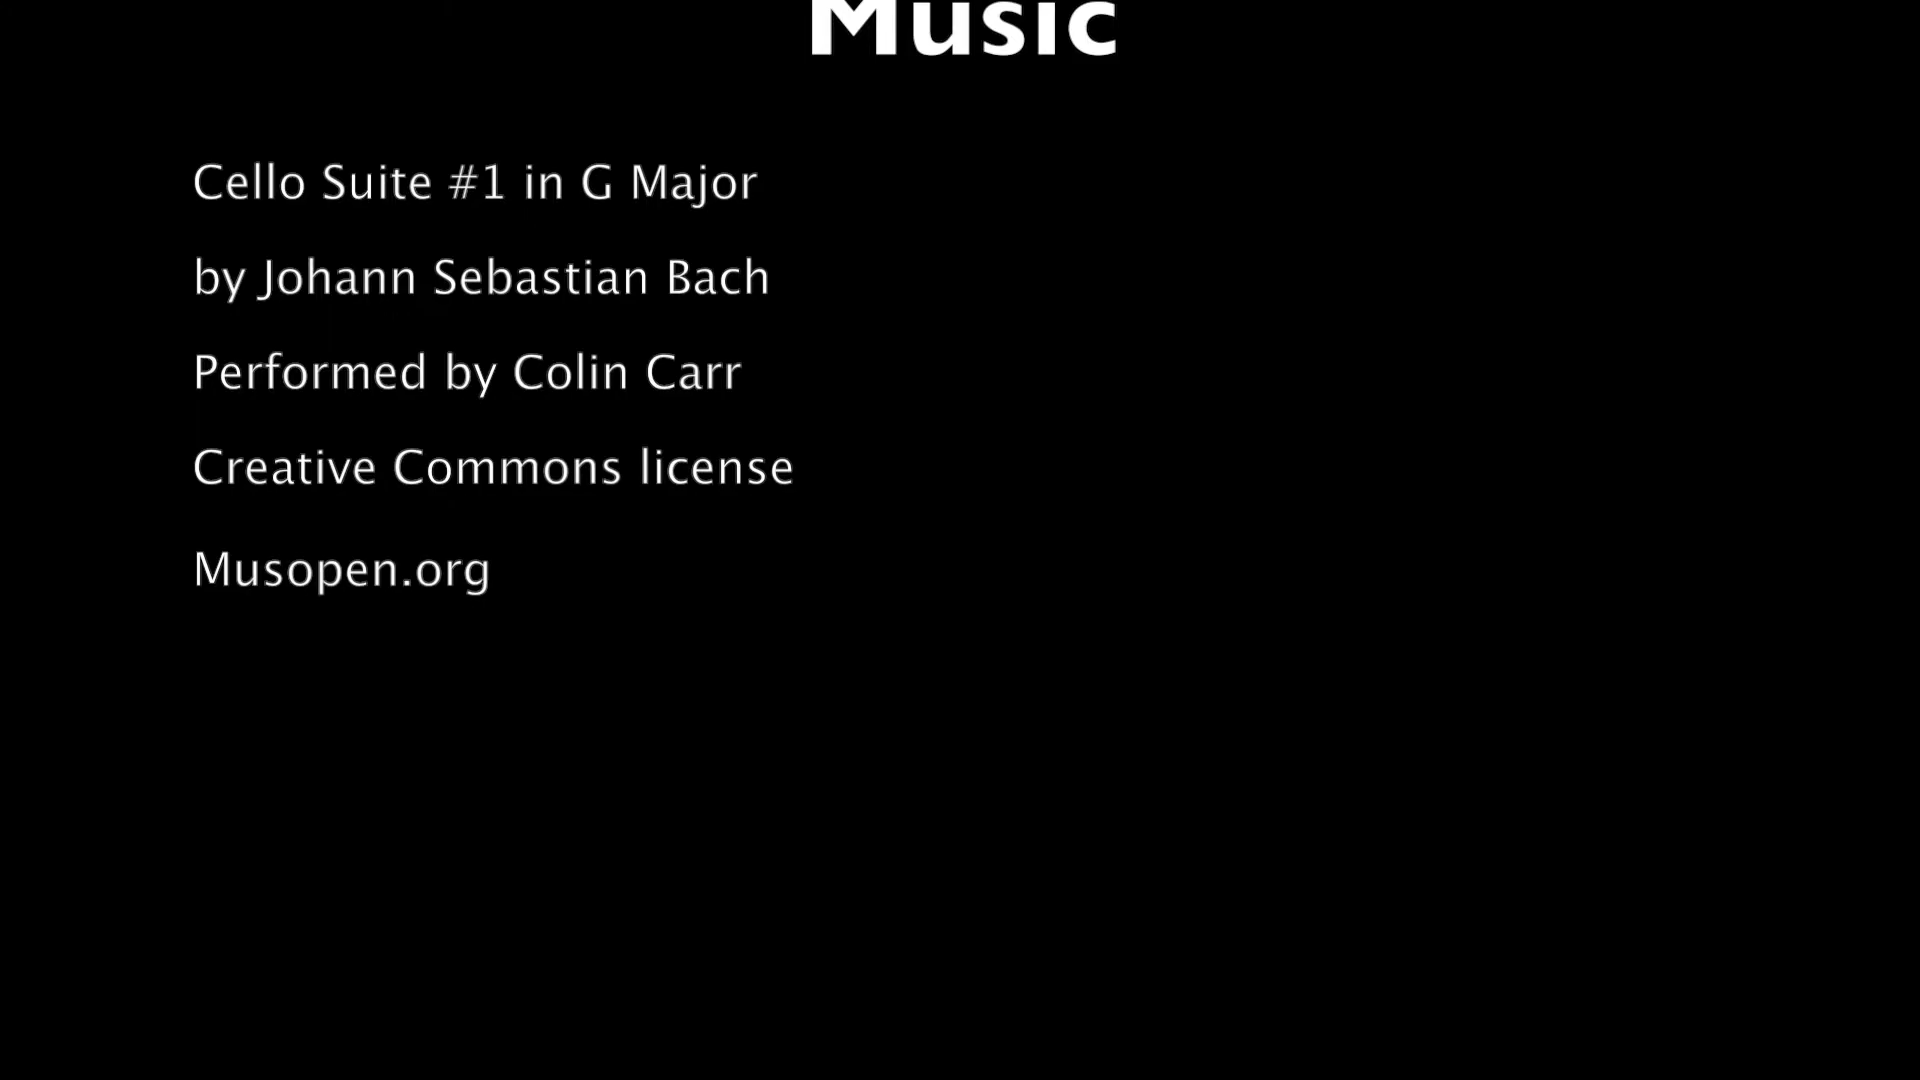 Music
Cello Suite #1 in G Major
by Johann Sebastian Bach
Performed by Colin Carr
Creative Commons license
Musopen.org